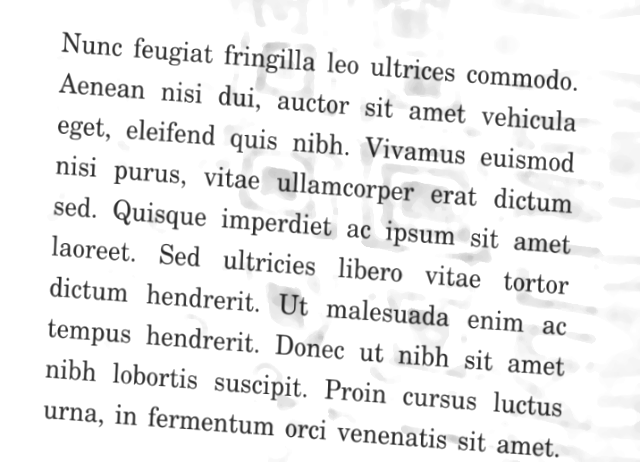 Nunc feugiat fringilla leo ultrices commodo.
Aenean nisi dui, auctor sit amet vehicula
eget, eleifend quis nibh. Vivamus euismod
nisi purus, vitae ullamcorper erat dictum
sed. Quisque imperdiet ac ipsum sit amet
laoreet. Sed ultricies libero vitae tortor
dictum hendrerit. Ut malesuada enim ac
tempus hendrerit. Donec ut nibh sit amet
nibh lobortis suscipit. Proin cursus luctus
urna, in fermentum orci venenatis sit amet.